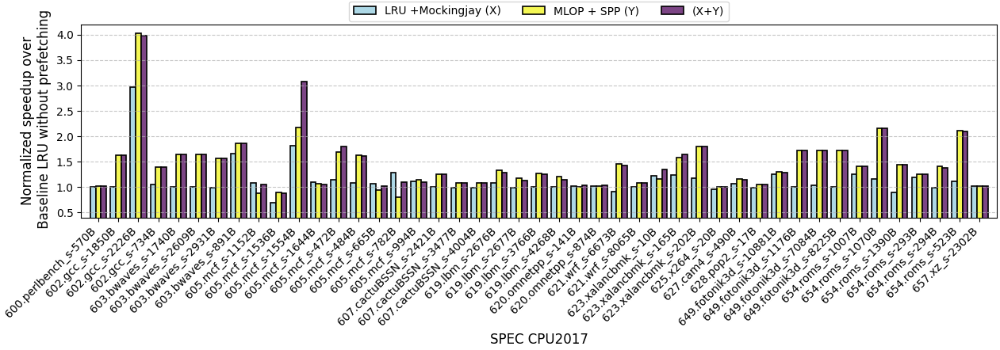 LRU +Mockingjay (X)
MLOP + SPP (Y)
(X+Y)
Normalized speedup over
Baseline LRU without prefetching
4.0
3.5
3.0
2.5
2.0
1.5
1.0
0.5
600.perlbench_s-570B
602.gcc_s-1850B
602.gcc_s-2226B
602.gcc_s-734B
603.bwaves_s-1740B
603.bwaves_s-2609B
603.bwaves_s-2931B
603.bwaves_s-891B
605.mcf_s-1152B
605.mcf_s-1536B
605.mcf_s-1554B
605.mcf_s-1644B
605.mcf_s-472B
605.mcf_s-484B
605.mcf_s-665B
605.mcf_s-782B
605.mcf_s-994B
607.cactuBSSN_s-2421B
607.cactuBSSN_s-3477B
607.cactuBSSN_s-4004B
619.lbm_s-2676B
619.lbm_s-2677B
619.lbm_s-3766B
619.lbm_s-4268B
620.omnetpp_s-141B
620.omnetpp_s-874B
621.wrf_s-6673B
621.wrf_s-8065B
623.xalancbmk_s-10B
623.xalancbmk_s-165B
623.xalancbmk_s-202B
625.x264_s-20B
627.cam4_s-490B
628.pop2_s-17B
649.fotonik3d_s-10881B
649.fotonik3d_s-1176B
649.fotonik3d_s-7084B
649.fotonik3d_s-8225B
654.roms_s-1007B
654.roms_s-1070B
654.roms_s-1390B
654.roms_s-293B
654.roms_s-294B
654.roms_s-523B
657.xz_s-2302B
SPEC CPU2017